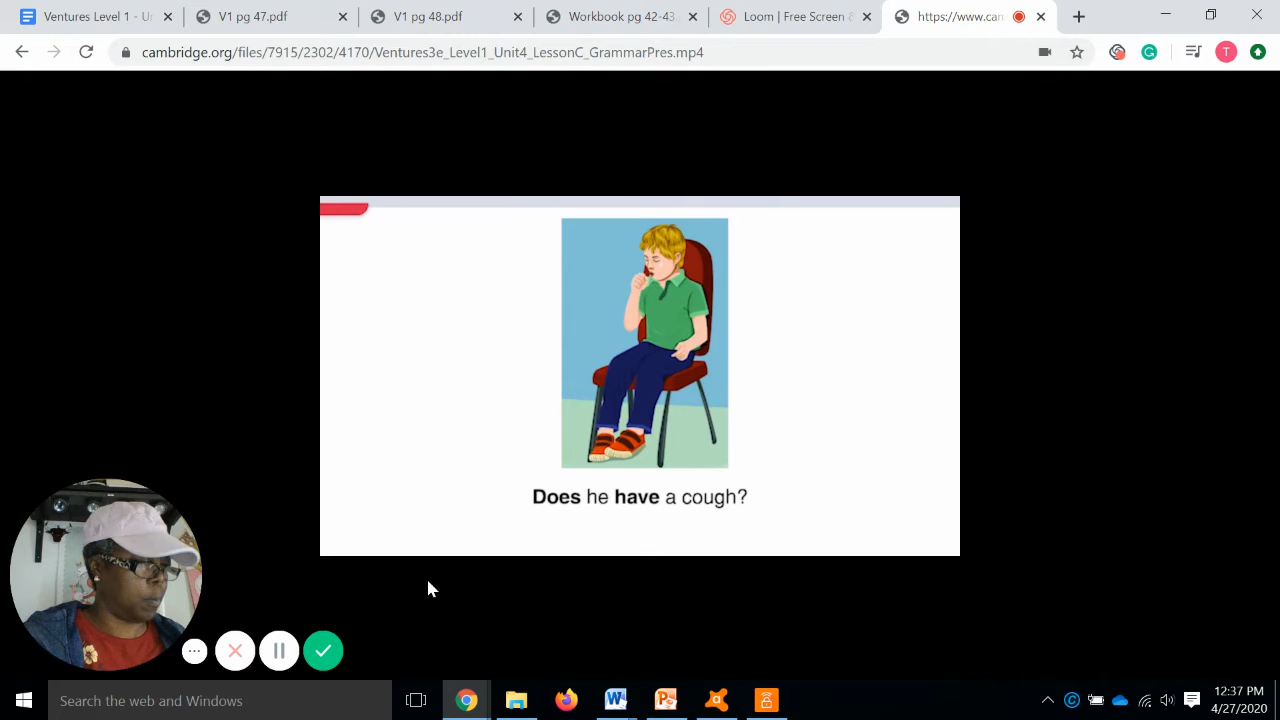 Ventures Level 1 - Un
V1 pg 47.pdf
V1 pg 48.pdf
Workbook pg 42-43.
Loom | Free Screen &
https://www.cam
cambridge.org/files/7915/2302/4170/Ventures3e_Level1_Unit4_LessonC_GrammarPres.mp4
T
Does he have a cough?
Search the web and Windows
12:37 PM
4/27/2020